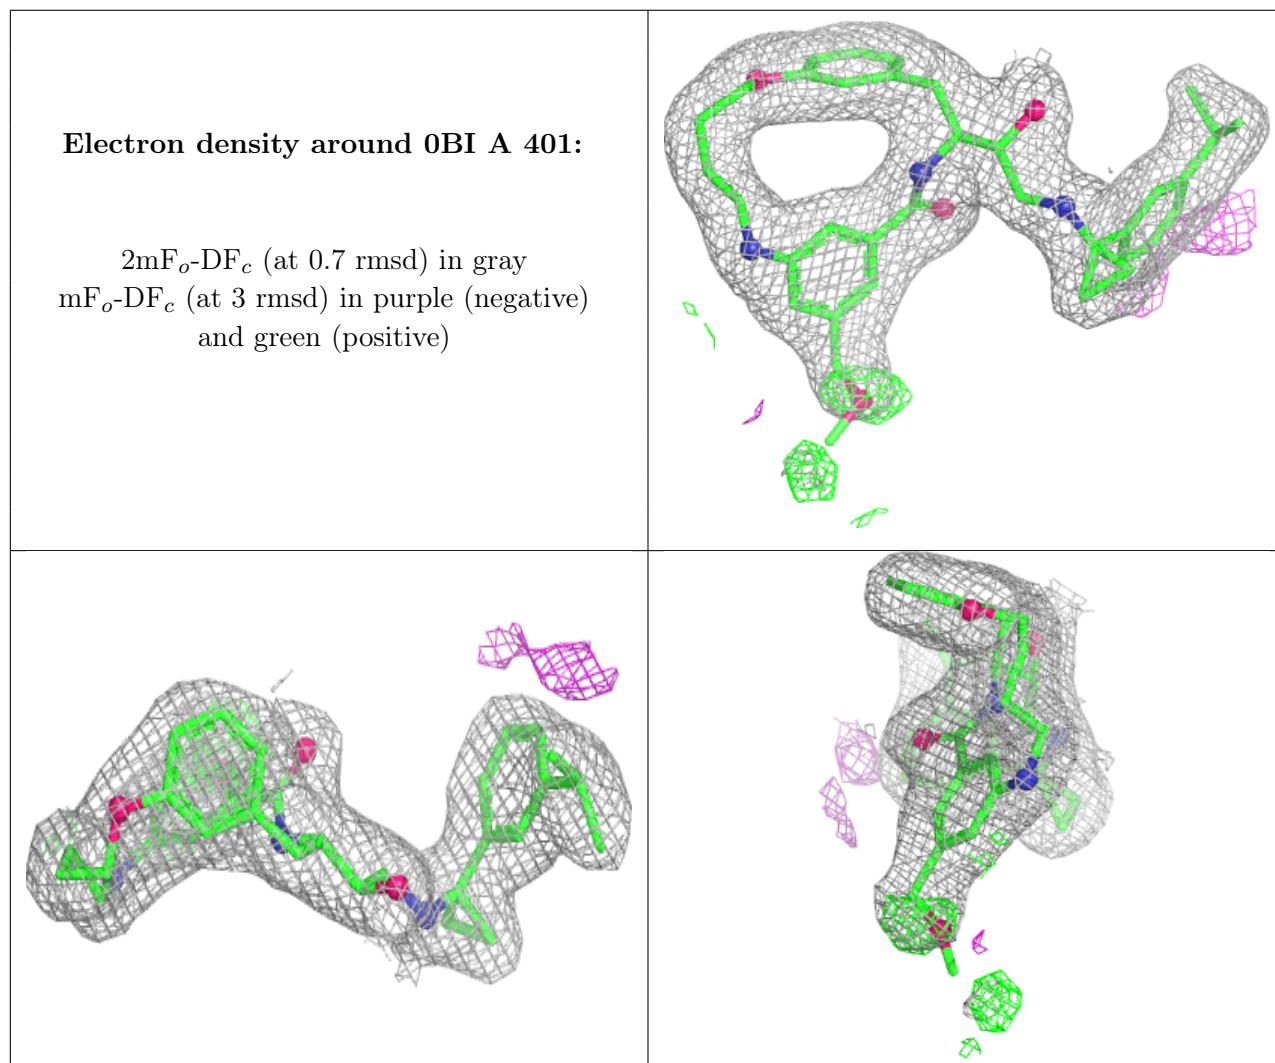 Electron density around 0BI A 401:
2mFo-DFc (at 0.7 rmsd) in gray
mFo-DFc (at 3 rmsd) in purple (negative)
and green (positive)